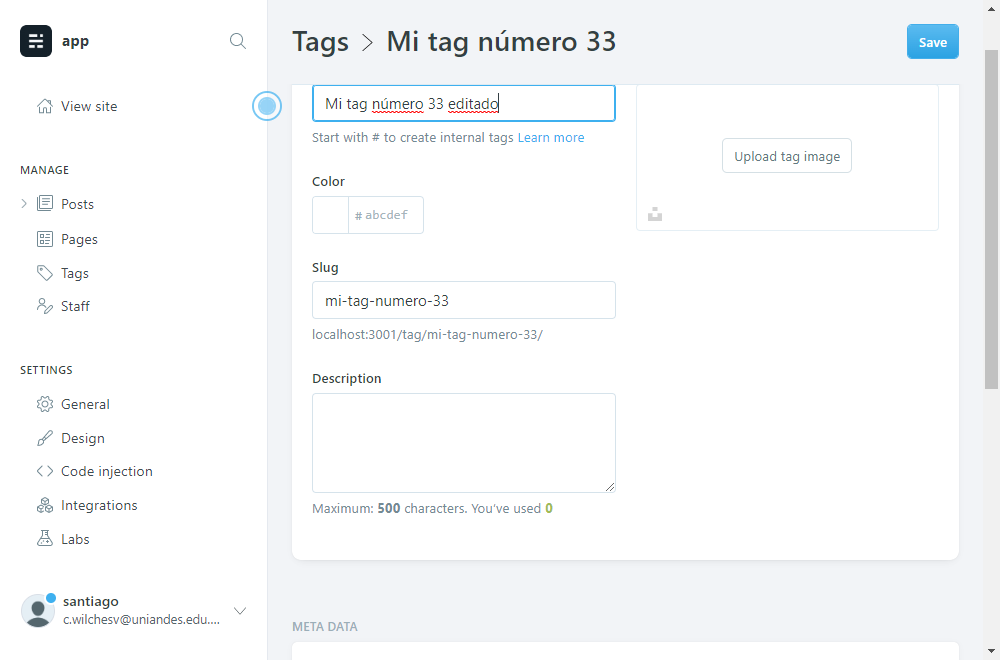 app
Tags > Mi tag número 33
Save
View site
Mi tag número 33 editado
Start with # to create internal tags Learn more
Upload tag image
MANAGE
Color
Posts
# abcdef
Pages
Tags
Slug
Staff
mi-tag-numero-33
localhost:3001/tag/mi-tag-numero-33/
SETTINGS
Description
General
Design
Code injection
Integrations
Maximum: 500 characters. You've used 0
Labs
santiago
c.wilchesv@uniandes.edu....
META DATA